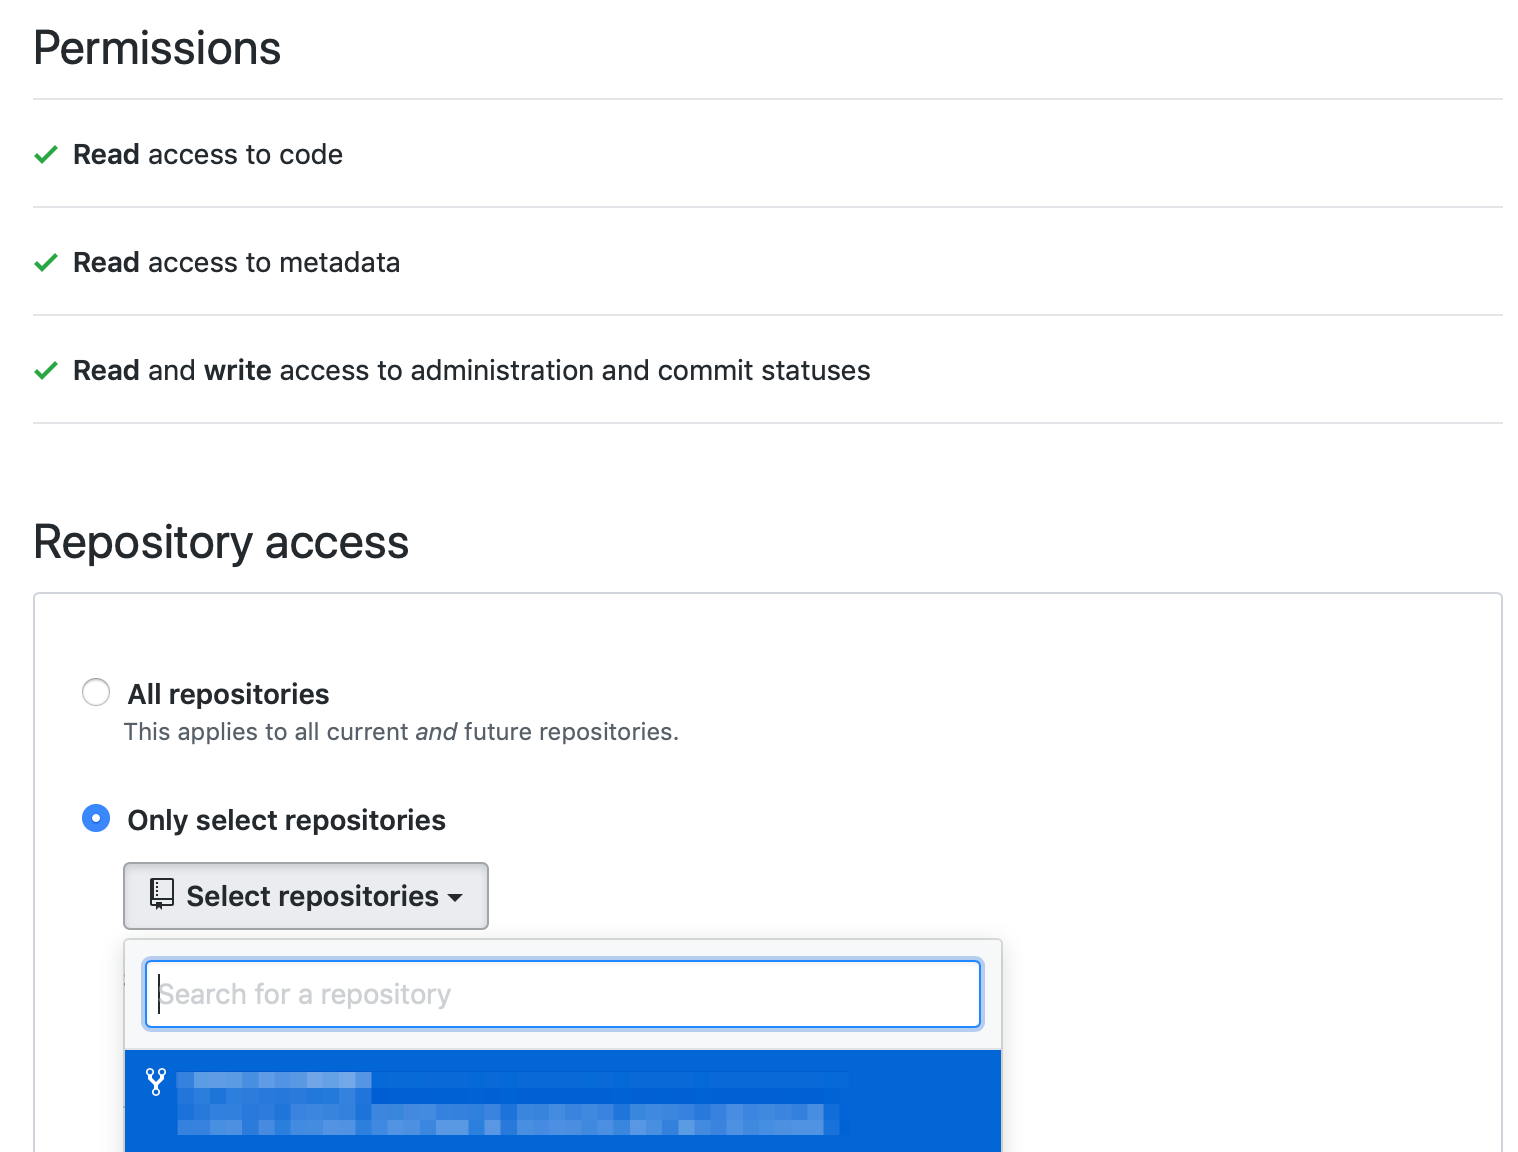 Permissions
Read access to code
Read access to metadata
Read and write access to administration and commit statuses
Repository access
All repositories
This applies to all current and future repositories.
Only select repositories
Select repositories
Search for a repository